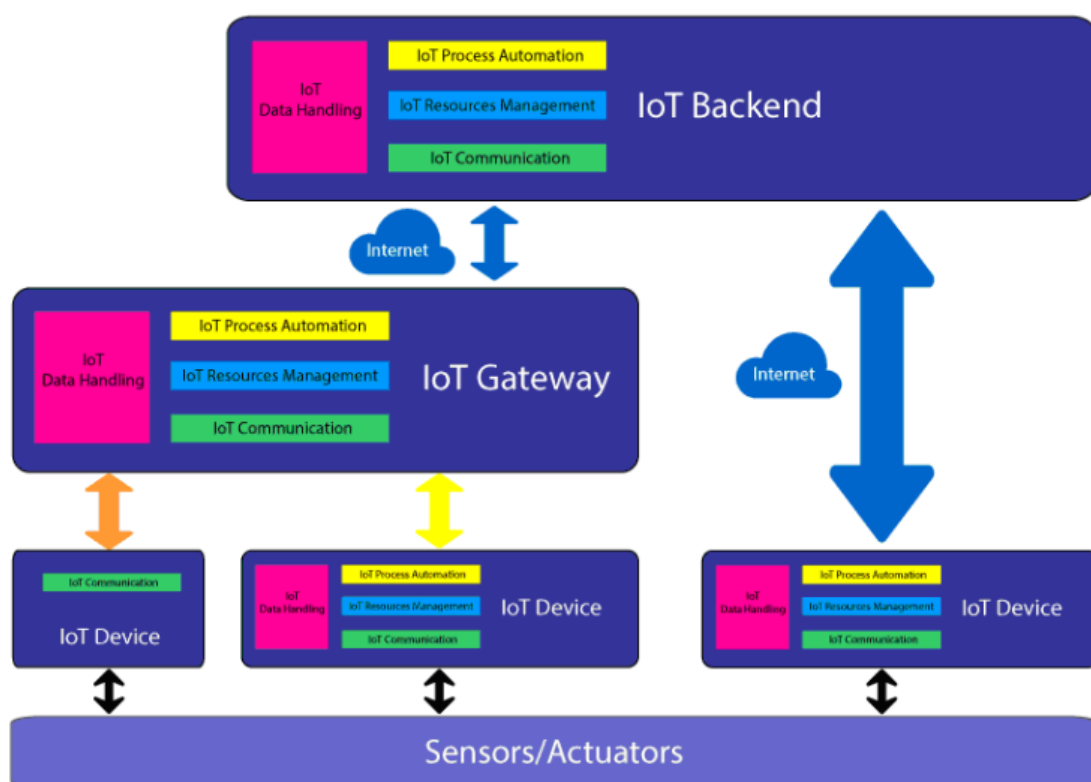 IoT
Data Handling
IoT Process Automation
IoT Resources Management
IoT Communication
IoT Backend
Internet
IoT
Data Handling
IoT Process Automation
IoT Resources Management
IoT Communication
IoT Gateway
Internet
IoT Communication
IoT Device
IoT
Data Handling
IoT Process Automation
IoT Resources Management
IoT Communication
IoT Device
IoT
Data Handling
IoT Process Automation
IoT Resources Management
IoT Communication
IoT Device
Sensors/Actuators